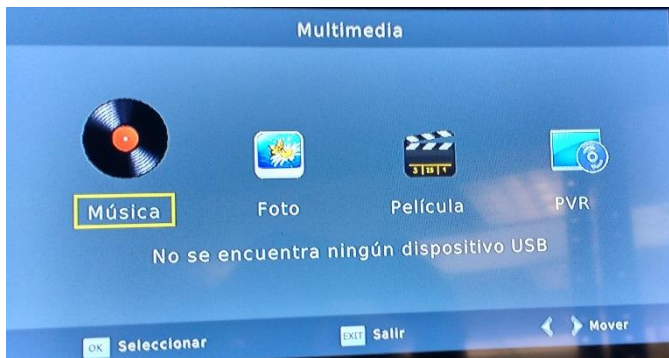 Multimedia
Música Foto Película PVR
No se encuentra ningún dispositivo USB
OK Seleccionar EXIT Salir Mover